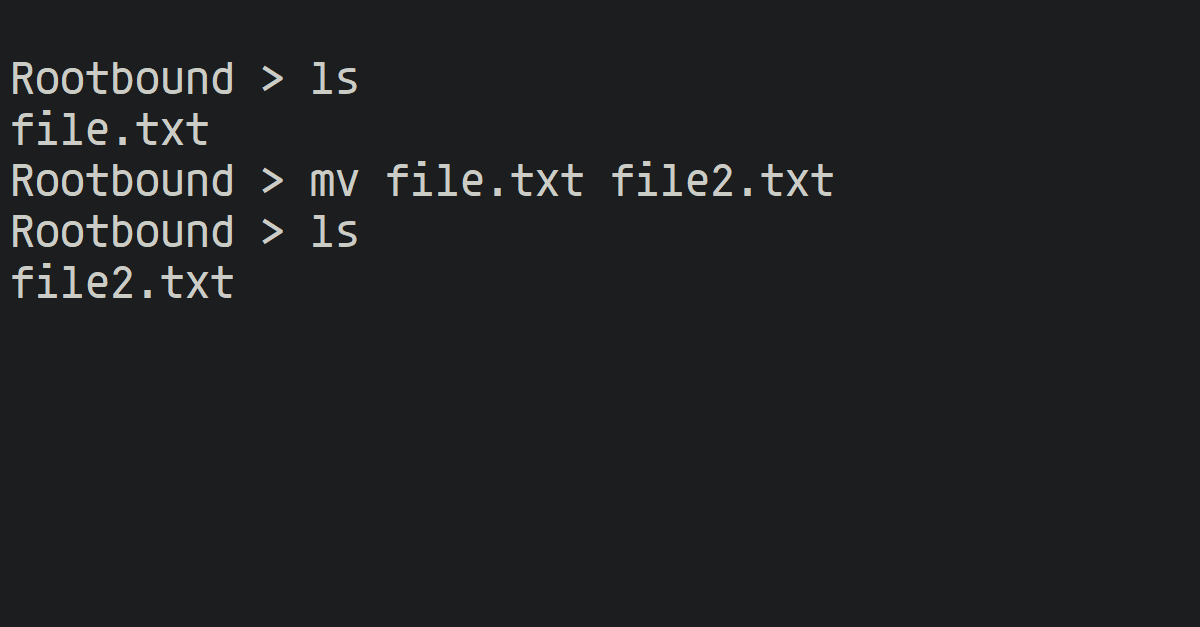 Rootbound > ls
file.txt
Rootbound > mv file.txt file2.txt
Rootbound > ls
file2.txt